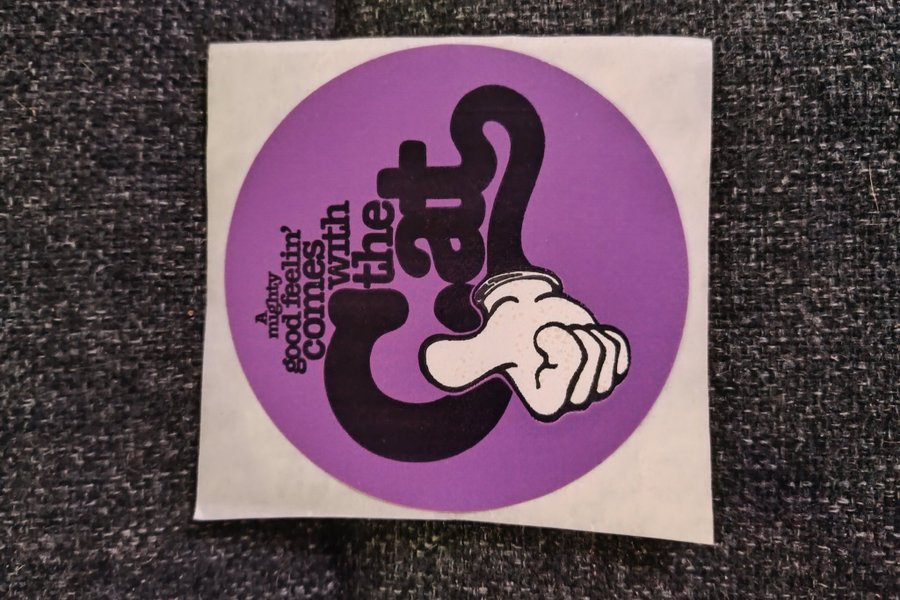 A
mighty
good feelin'
comes
with
the
Cat